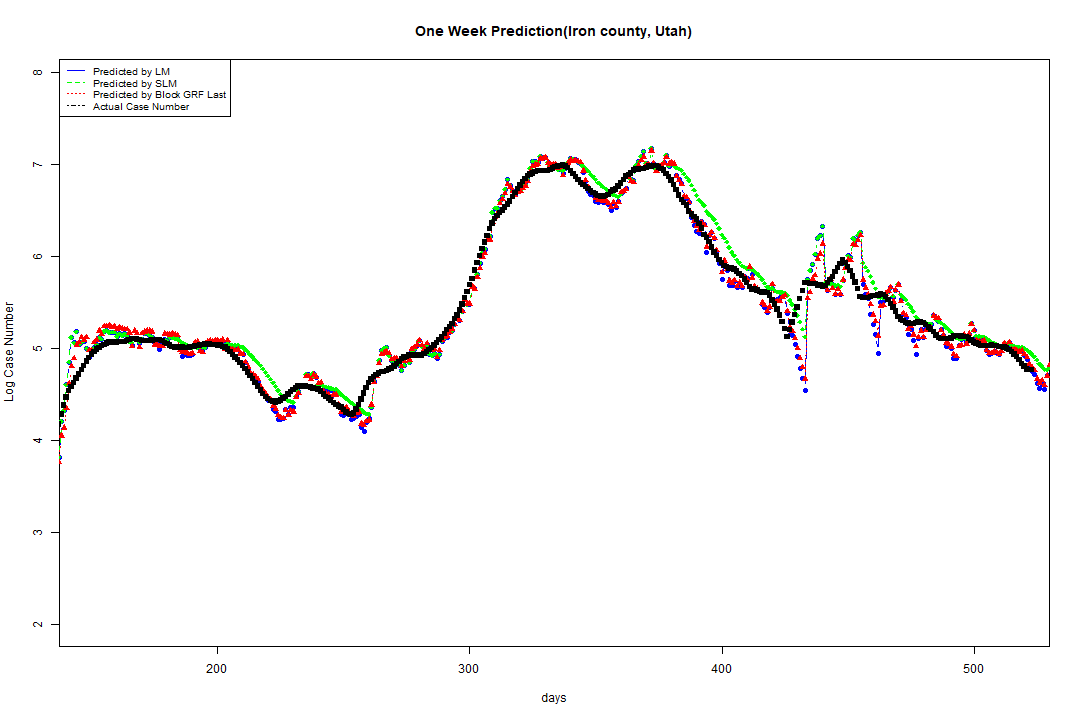 One Week Prediction(Iron county, Utah)
Predicted by LM
Predicted by SLM
Predicted by Block GRF Last
Actual Case Number
Log Case Number
8
7
6
5
4
3
2
200 300 400 500
days